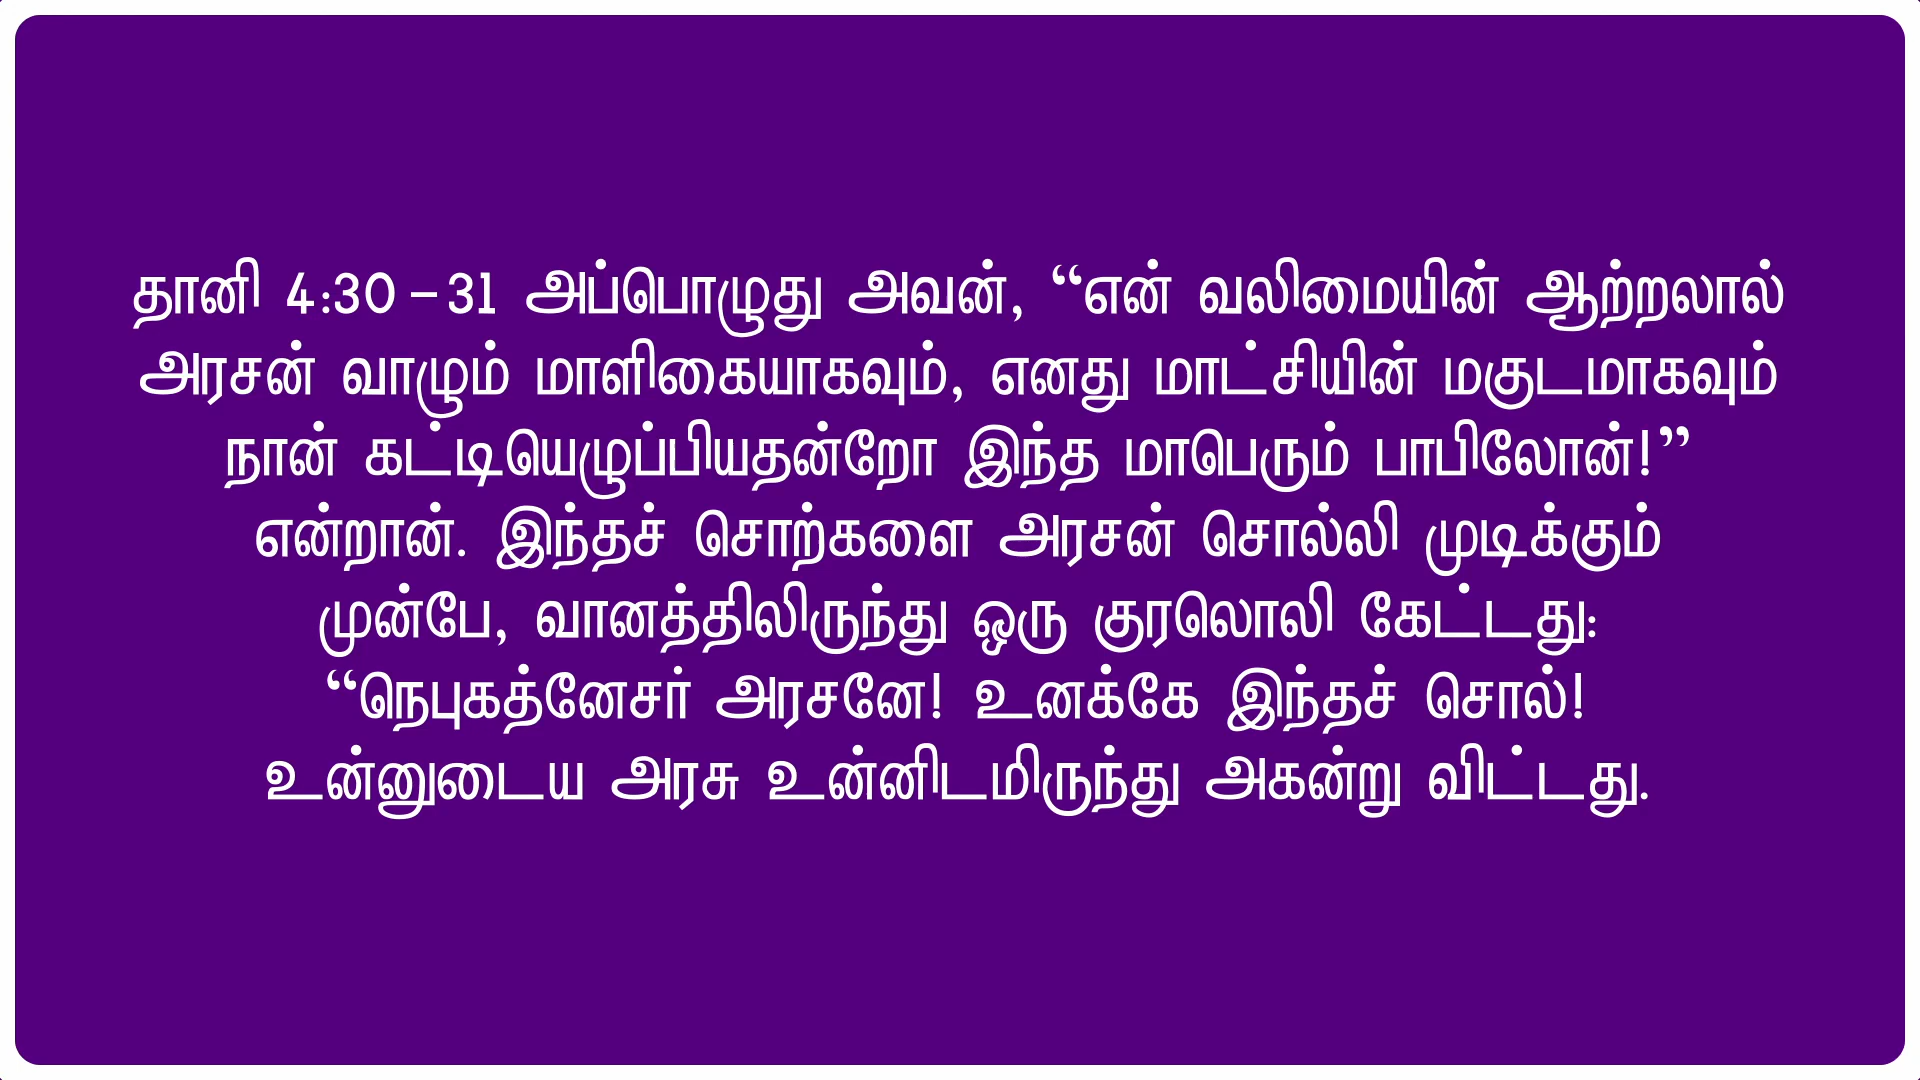 தானி 4:30-31 அப்பொழுது அவன், “என் வலிமையின் ஆற்றலால்
அரசன் வாழும் மாளிகையாகவும், எனது மாட்சியின் மகுடமாகவும்
நான் கட்டியெழுப்பியதன்றோ இந்த மாபெரும் பாபிலோன்!”
என்றான். இந்தச் சொற்களை அரசன் சொல்லி முடிக்கும்
முன்பே, வானத்திலிருந்து ஒரு குரலொலி கேட்டது:
“நெபுகத்னேசர் அரசனே! உனக்கே இந்தச் சொல்!
உன்னுடைய அரசு உன்னிடமிருந்து அகன்று விட்டது.